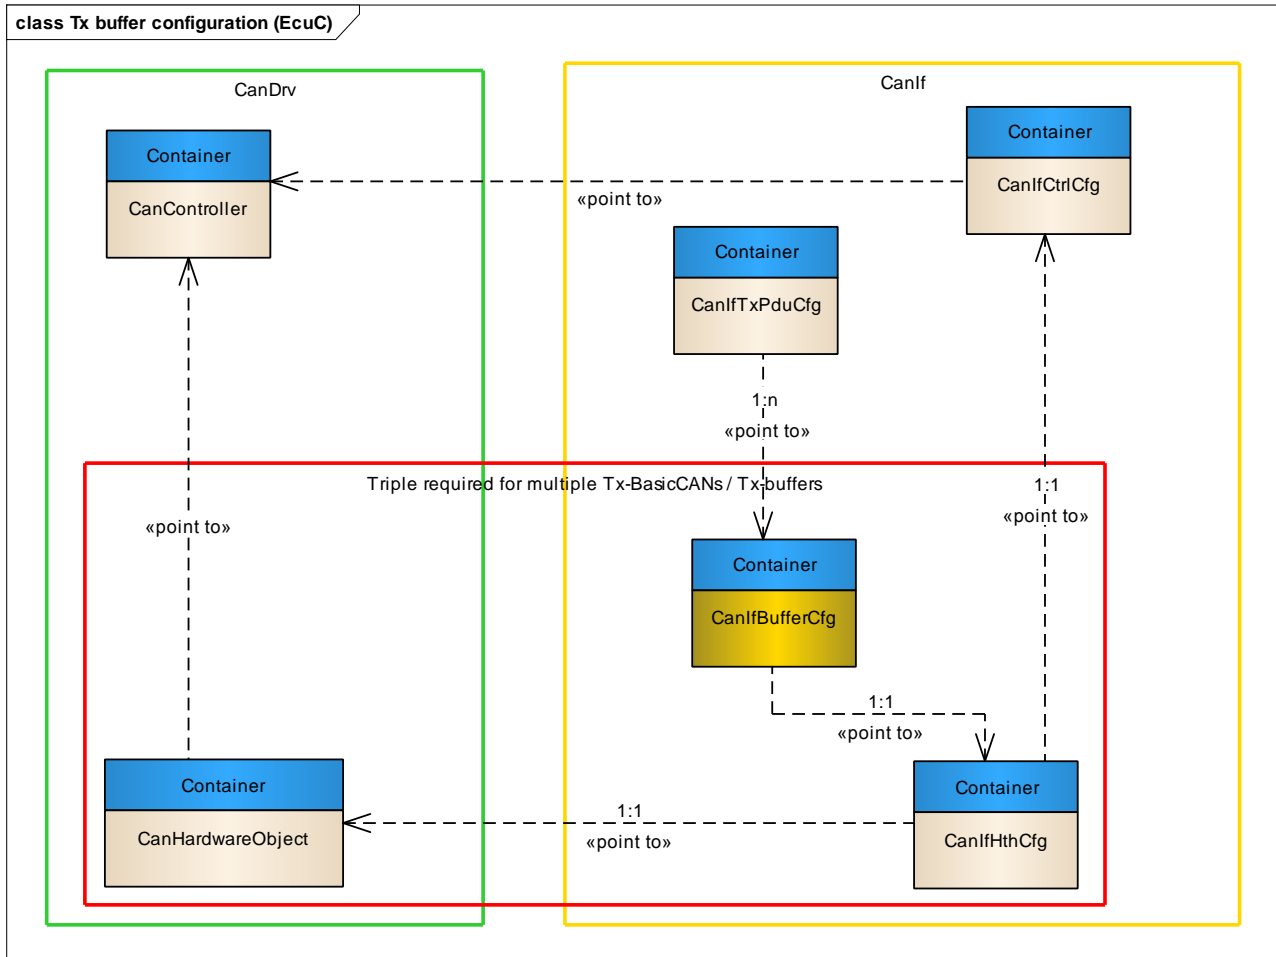 class Tx buffer configuration (EcuC)
CanDrv
CanIf
Container
CanController
Container
CanIfCtrlCfg
«point to»
Container
CanIfTxPduCfg
1:n
«point to»
Triple required for multiple Tx-BasicCANs / Tx-buffers
1:1
«point to»
«point to»
Container
CanIfBufferCfg
1:1
«point to»
Container
CanHardwareObject
1:1
«point to»
Container
CanIfHthCfg